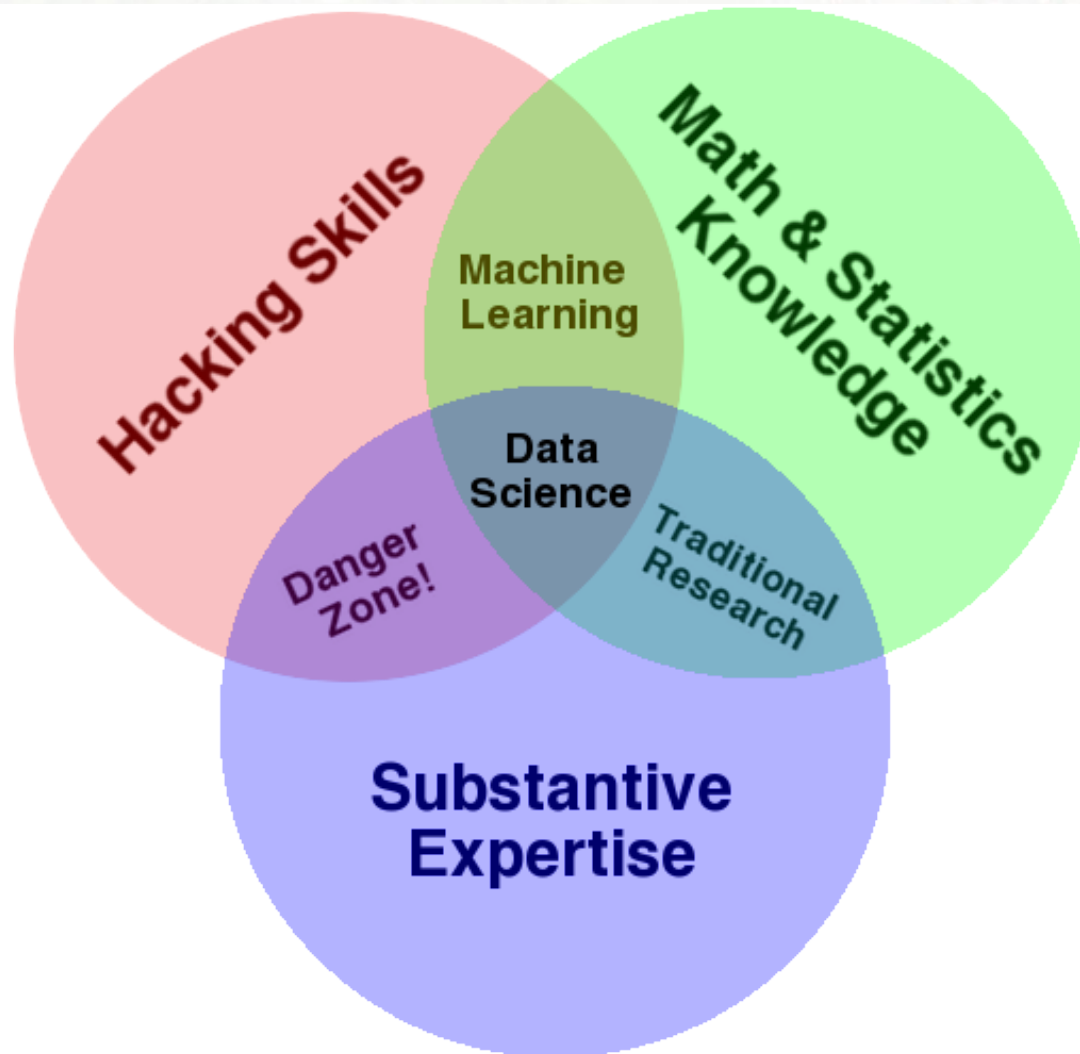 Hacking Skills
Math & Statistics
Knowledge
Machine
Learning
Data
Science
Danger
Zone!
Traditional
Research
Substantive
Expertise